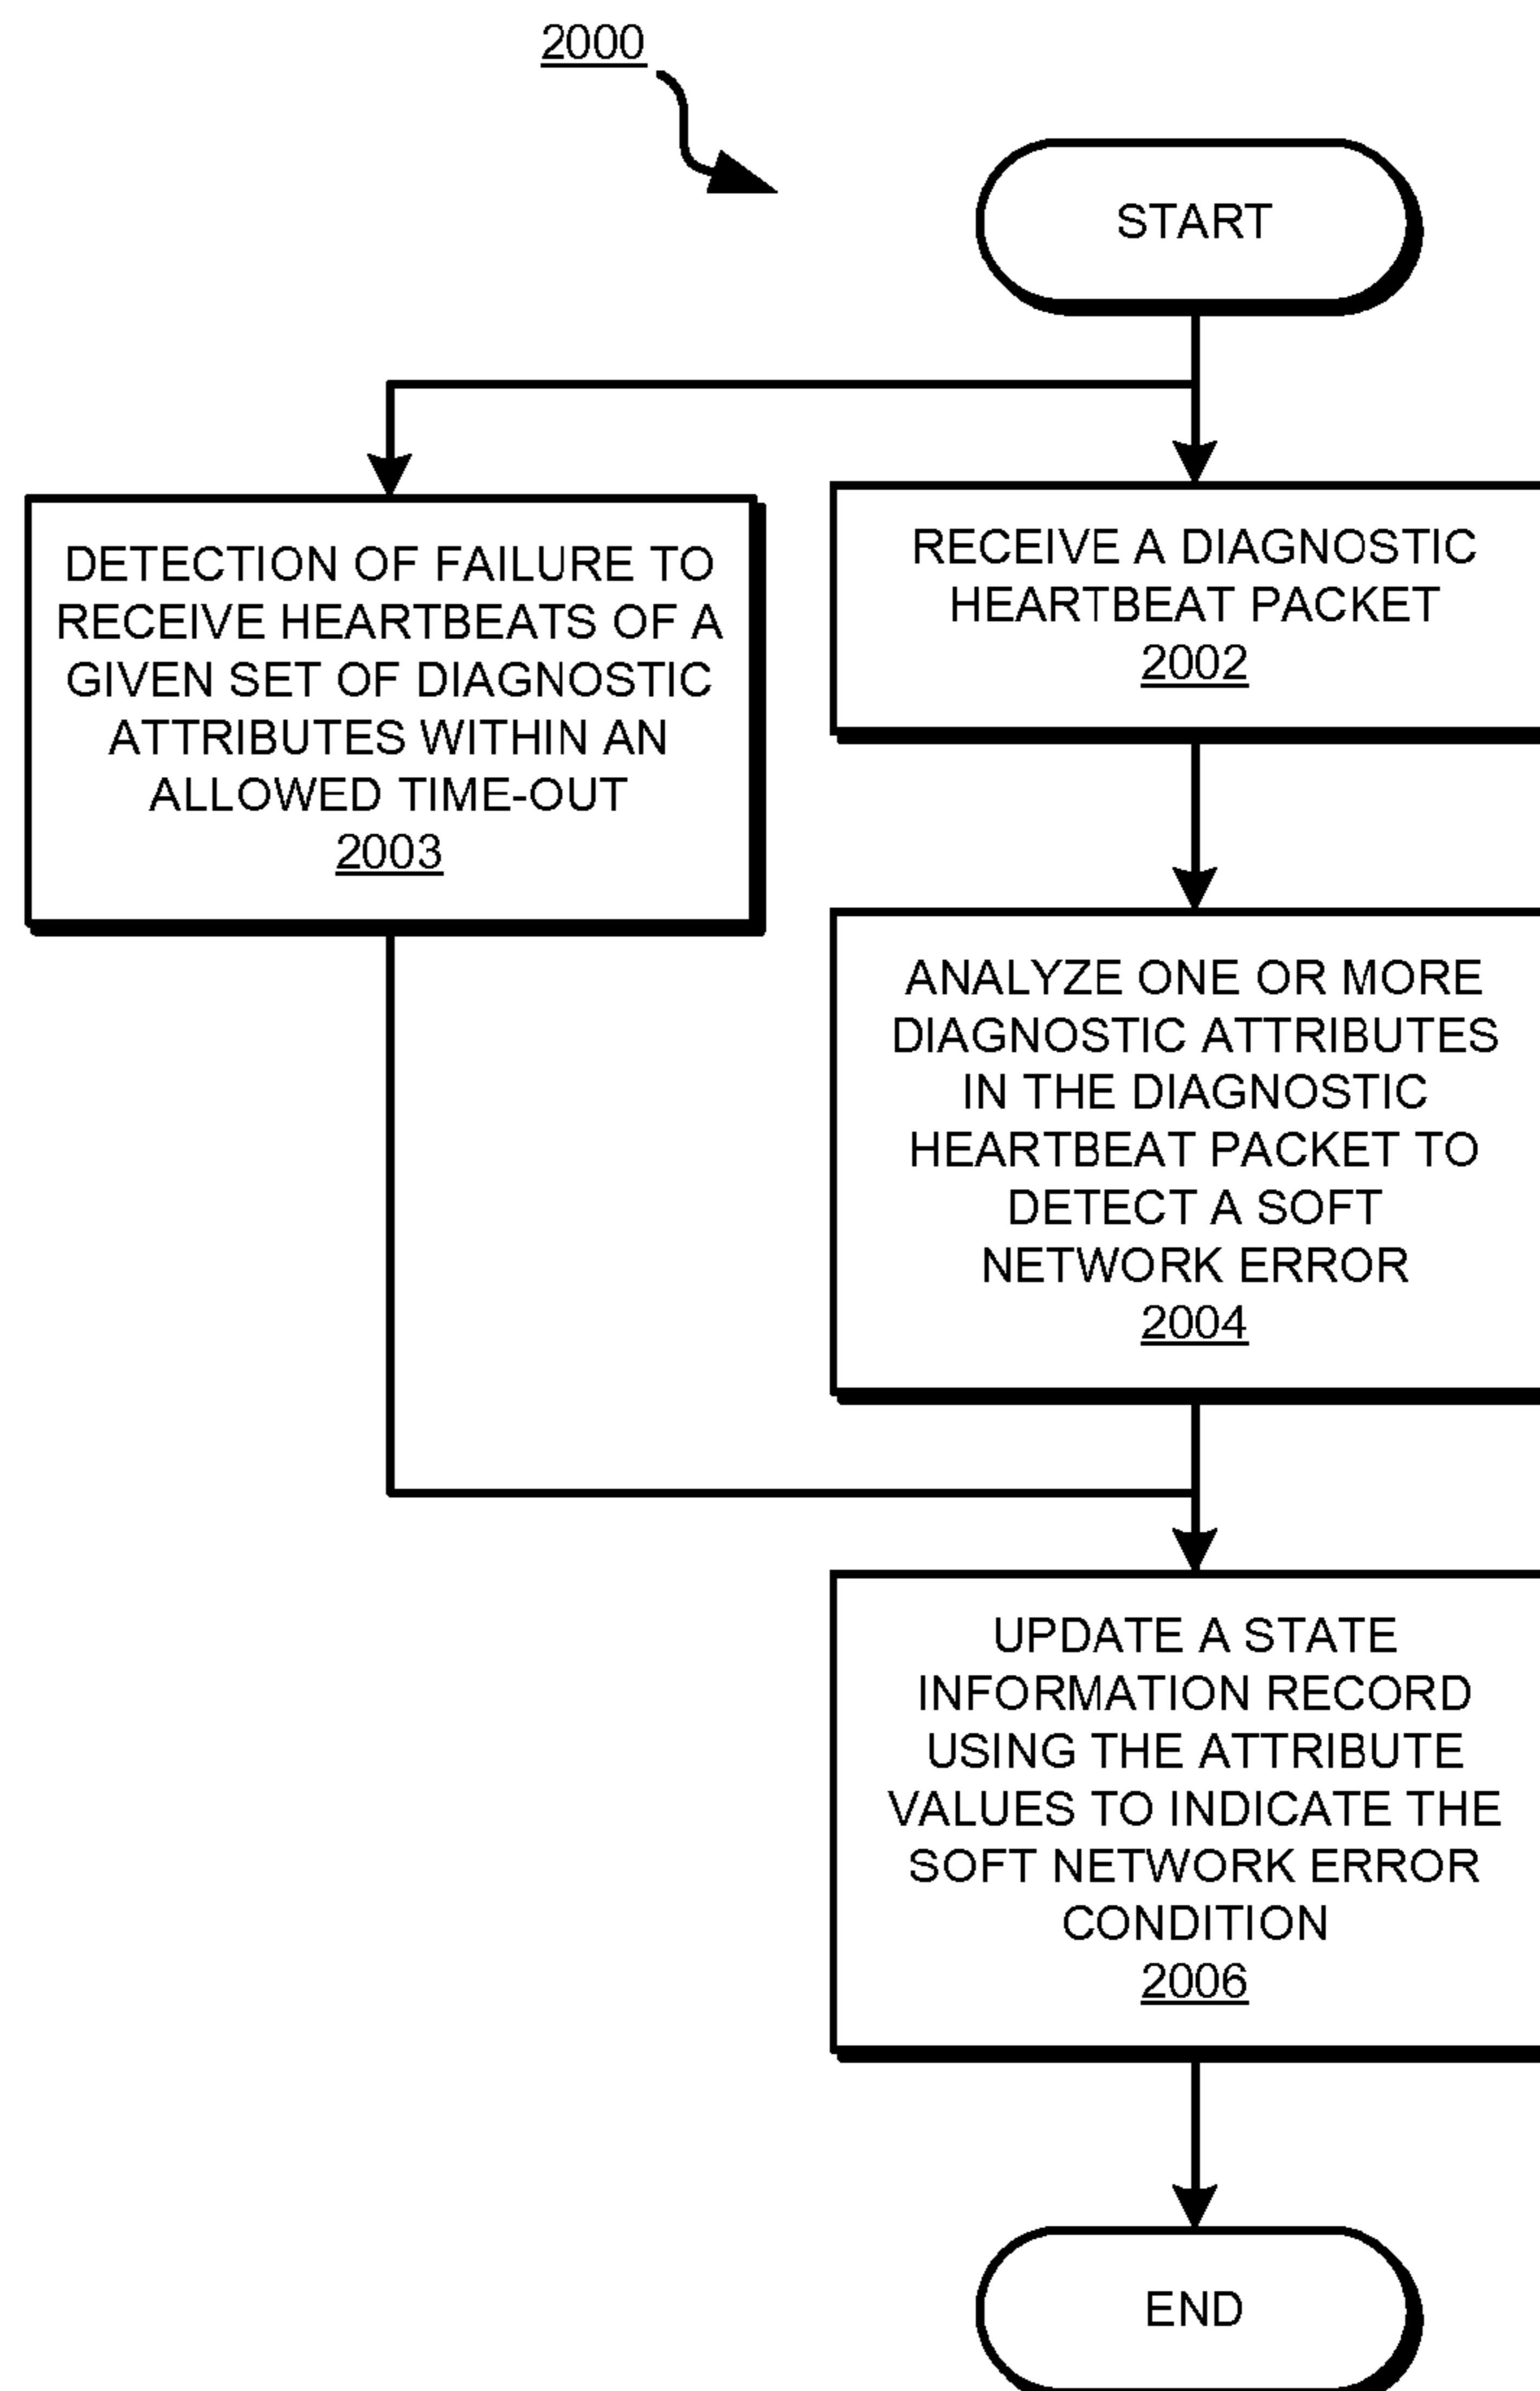 2000
START
DETECTION OF FAILURE TO
RECEIVE HEARTBEATS OF A
GIVEN SET OF DIAGNOSTIC
ATTRIBUTES WITHIN AN
ALLOWED TIME-OUT
2003
RECEIVE A DIAGNOSTIC
HEARTBEAT PACKET
2002
ANALYZE ONE OR MORE
DIAGNOSTIC ATTRIBUTES
IN THE DIAGNOSTIC
HEARTBEAT PACKET TO
DETECT A SOFT
NETWORK ERROR
2004
UPDATE A STATE
INFORMATION RECORD
USING THE ATTRIBUTE
VALUES TO INDICATE THE
SOFT NETWORK ERROR
CONDITION
2006
END